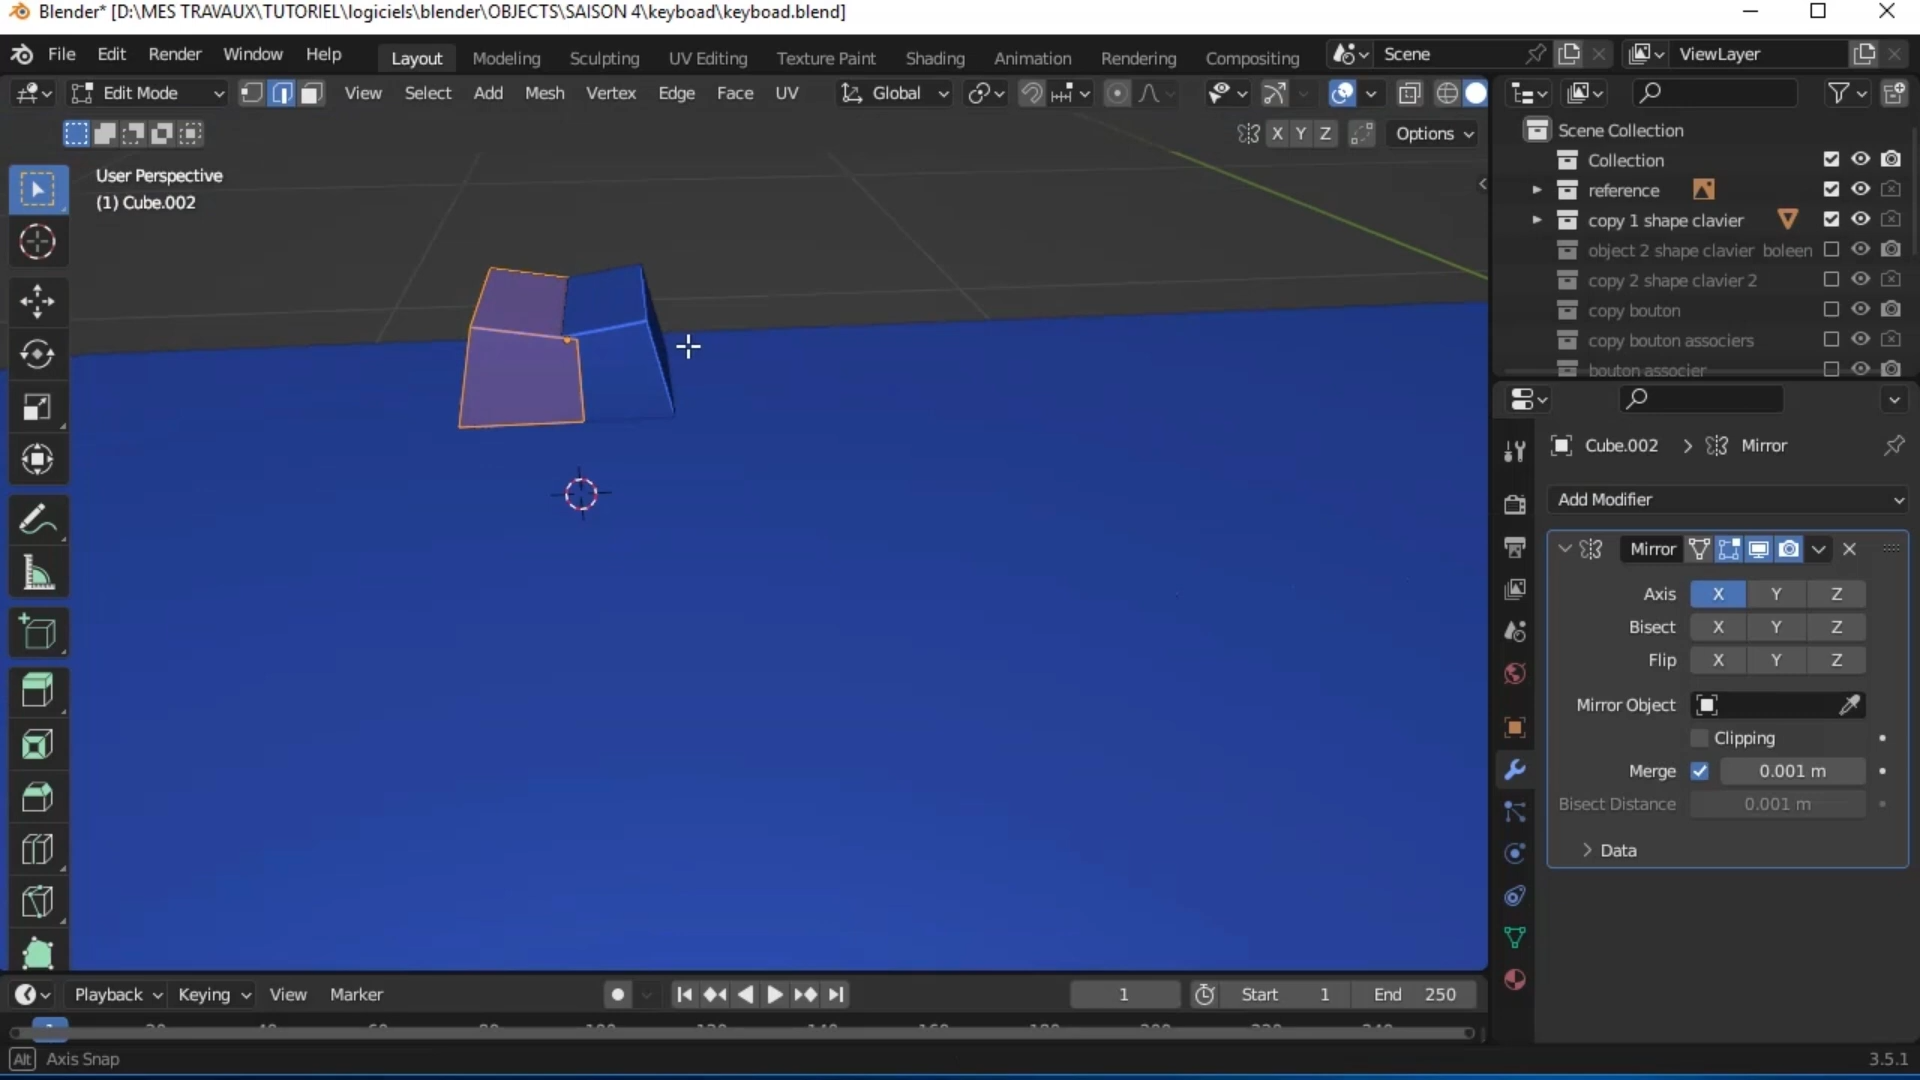 Blender* [D:\MES TRAVAUX\TUTORIEL\logiciels\blender\OBJECTS\SAISON 4\keyboad\keyboad.blend]
File Edit Render Window Help Layout Modeling Sculpting UV Editing Texture Paint Shading Animation Rendering Compositing Scene ViewLayer
Edit Mode View Select Add Mesh Vertex Edge Face UV Global
X Y Z Options
User Perspective
(1) Cube.002
Scene Collection
Collection
reference
copy 1 shape clavier
object 2 shape clavier boleen
copy 2 shape clavier 2
copy bouton
copy bouton associers
bouton associer
Cube.002 > Mirror
Add Modifier
Mirror
Axis X Y Z
Bisect X Y Z
Flip X Y Z
Mirror Object
Clipping
Merge 0.001 m
Bisect Distance 0.001 m
Data
Playback Keying View Marker 1 Start 1 End 250
Alt Axis Snap 3.5.1